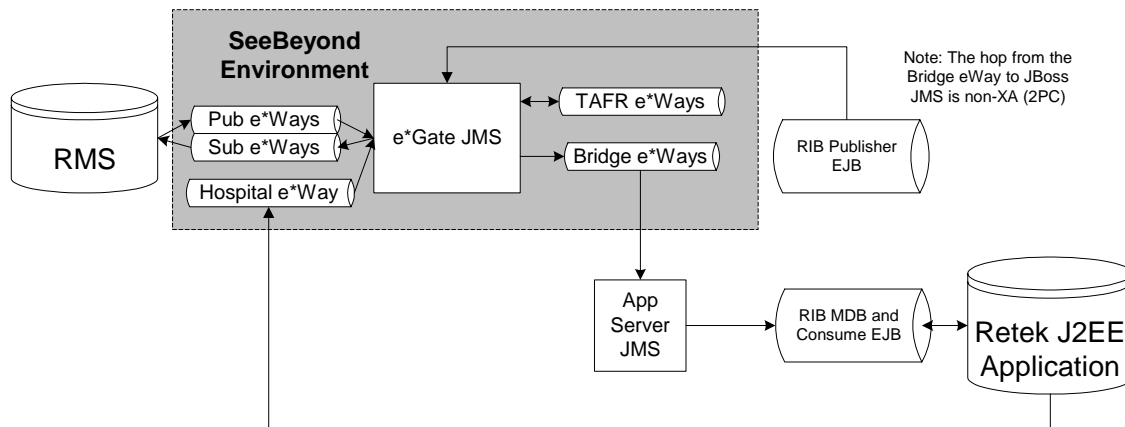 SeeBeyond
Environment
Note: The hop from the
Bridge eWay to JBoss
JMS is non-XA (2PC)
RMS
Pub e*Ways
Sub e*Ways
Hospital e*Way
e*Gate JMS
TAFR e*Ways
Bridge e*Ways
RIB Publisher
EJB
App
Server
JMS
RIB MDB and
Consume EJB
Retek J2EE
Application